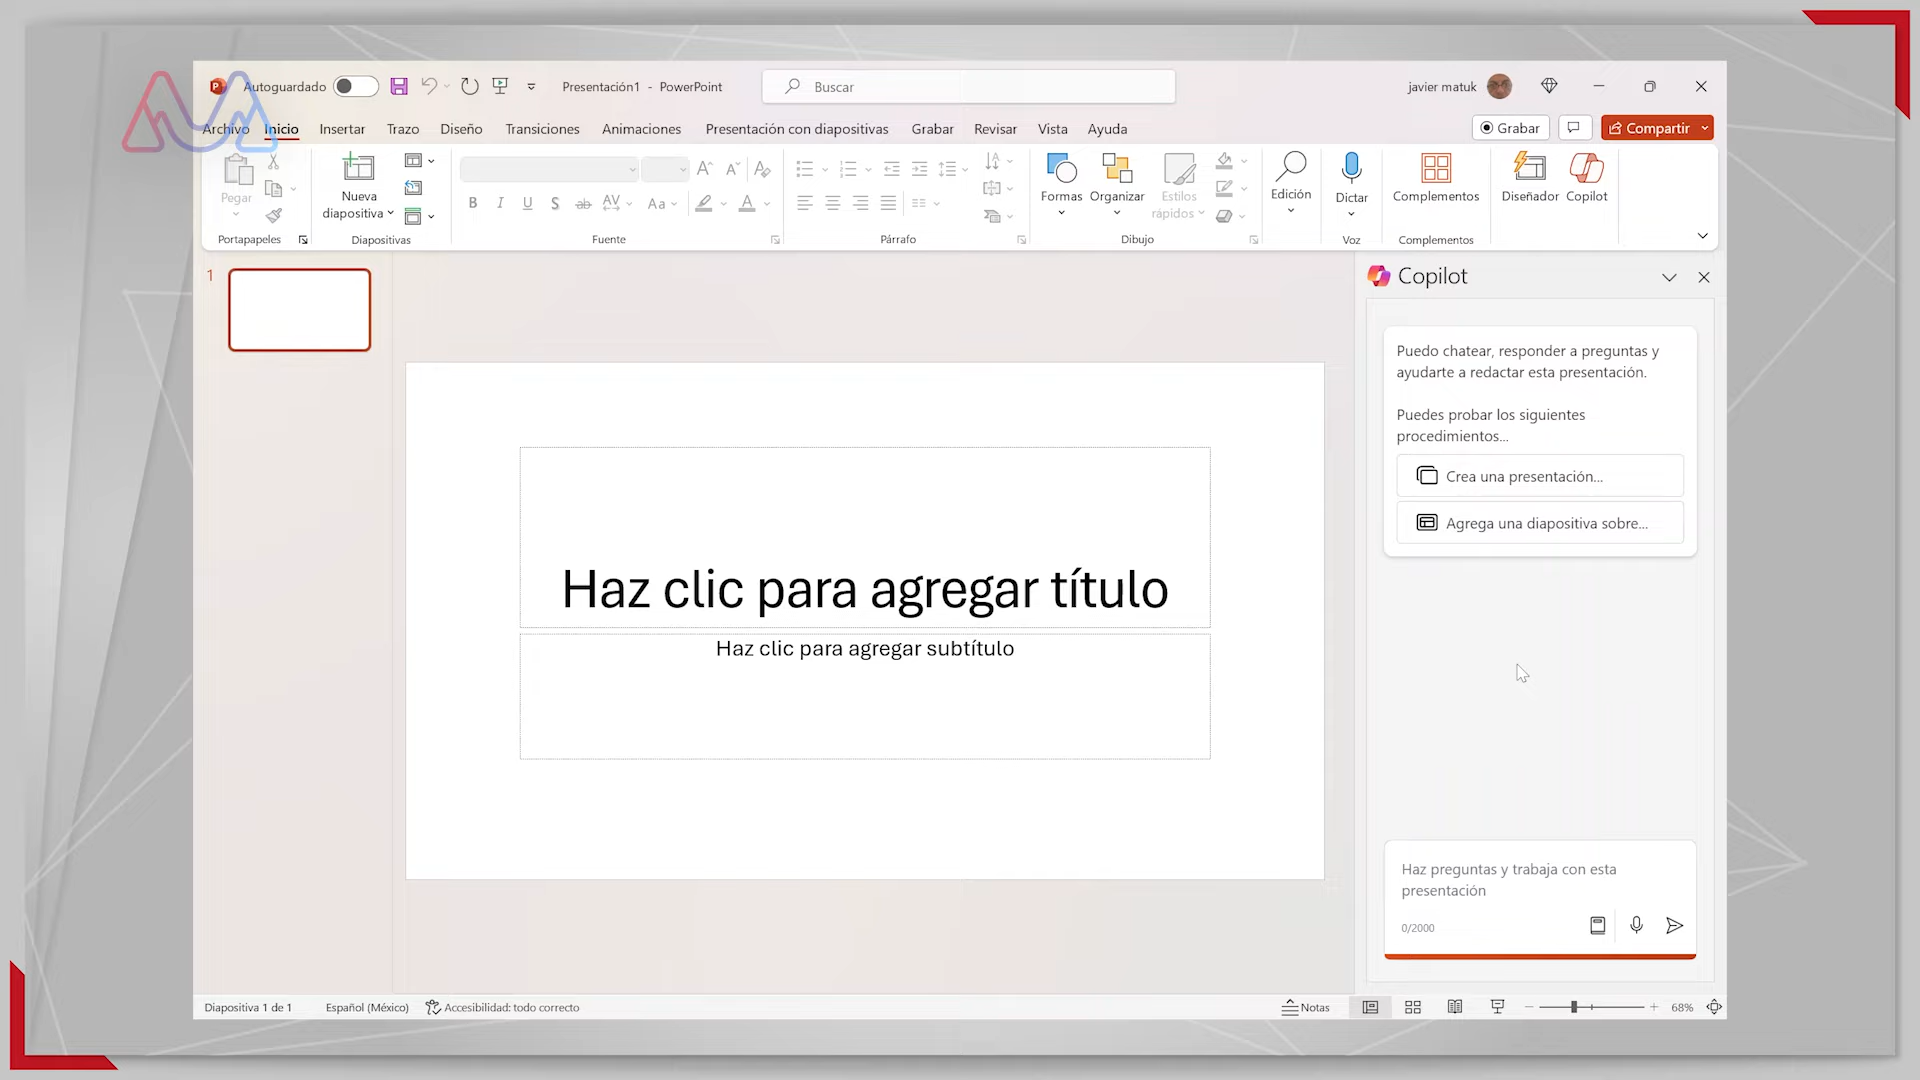 Autoguardado
Presentación1 - PowerPoint
Buscar
javier matuk
Archivo Inicio Insertar Trazo Diseño Transiciones Animaciones Presentación con diapositivas Grabar Revisar Vista Ayuda
Grabar
Compartir
Pegar
Nueva
diapositiva
Aa
Formas
Organizar
Estilos
rápidos
Edición
Dictar
Complementos
Diseñador
Copilot
Portapapeles
Diapositivas
Fuente
Párrafo
Dibujo
Voz
Complementos
1
Copilot
Puedo chatear, responder a preguntas y
ayudarte a redactar esta presentación.
Puedes probar los siguientes
procedimientos...
Crea una presentación...
Agrega una diapositiva sobre...
Haz clic para agregar título
Haz clic para agregar subtítulo
Haz preguntas y trabaja con esta
presentación
0/2000
Diapositiva 1 de 1
Español (México)
Accesibilidad: todo correcto
Notas
68%